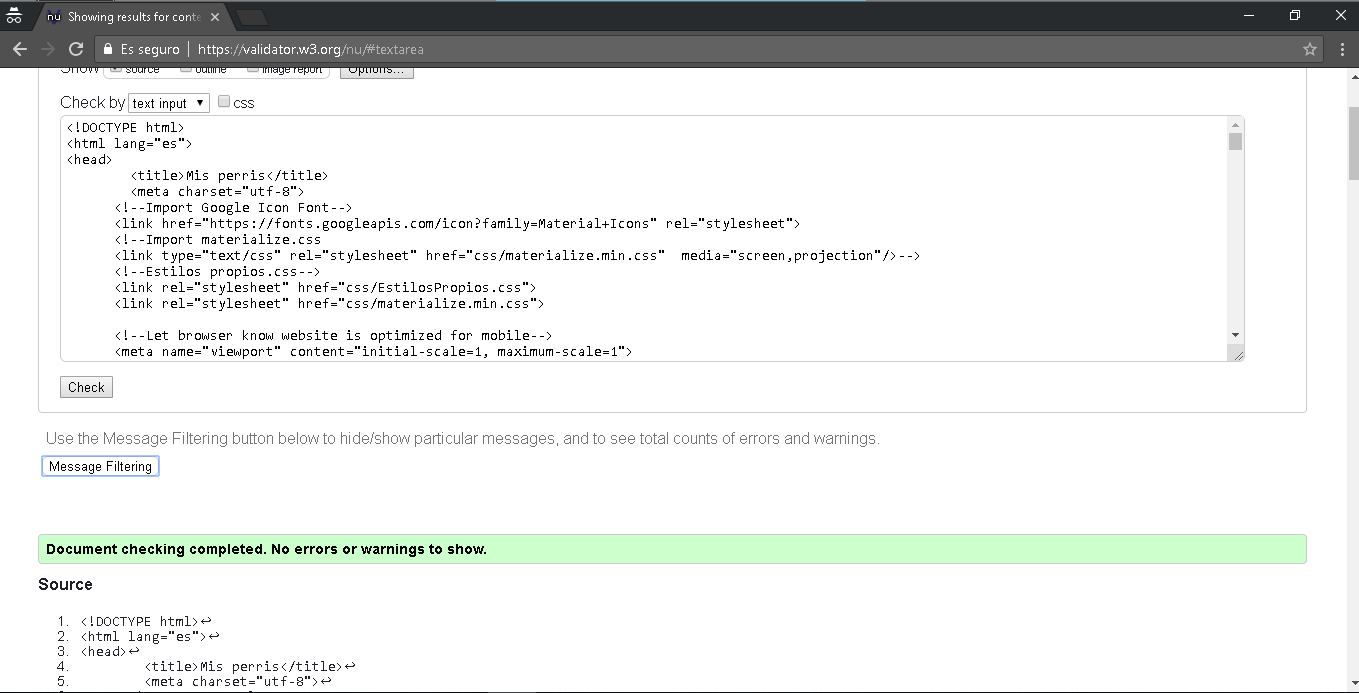 Showing results for conte
Es seguro | https://validator.w3.org/nu/#textarea
Show source outline image report Options...
Check by text input css
<!DOCTYPE html>
<html lang="es">
<head>
<title>Mis perris</title>
<meta charset="utf-8">
<!--Import Google Icon Font-->
<link href="https://fonts.googleapis.com/icon?family=Material+Icons" rel="stylesheet">
<!--Import materialize.css
<link type="text/css" rel="stylesheet" href="css/materialize.min.css"  media="screen,projection"/>-->
<!--Estilos propios.css-->
<link rel="stylesheet" href="css/EstilosPropios.css">
<link rel="stylesheet" href="css/materialize.min.css">
<!--Let browser know website is optimized for mobile-->
<meta name="viewport" content="initial-scale=1, maximum-scale=1">
Check
Use the Message Filtering button below to hide/show particular messages, and to see total counts of errors and warnings.
Message Filtering
Document checking completed. No errors or warnings to show.
Source
1. <!DOCTYPE html>↩
2. <html lang="es">↩
3. <head>↩
4. <title>Mis perris</title>↩
5. <meta charset="utf-8">↩